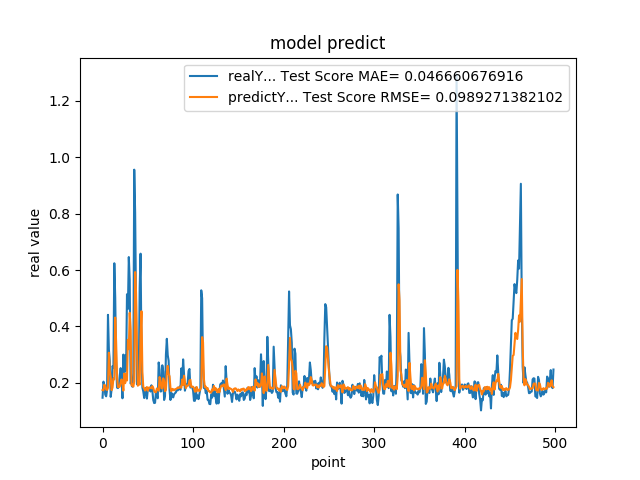 model predict
realY... Test Score MAE= 0.046660676916
predictY... Test Score RMSE= 0.0989271382102
1.2
1.0
0.8
0.6
0.4
0.2
real value
0 100 200 300 400 500
point